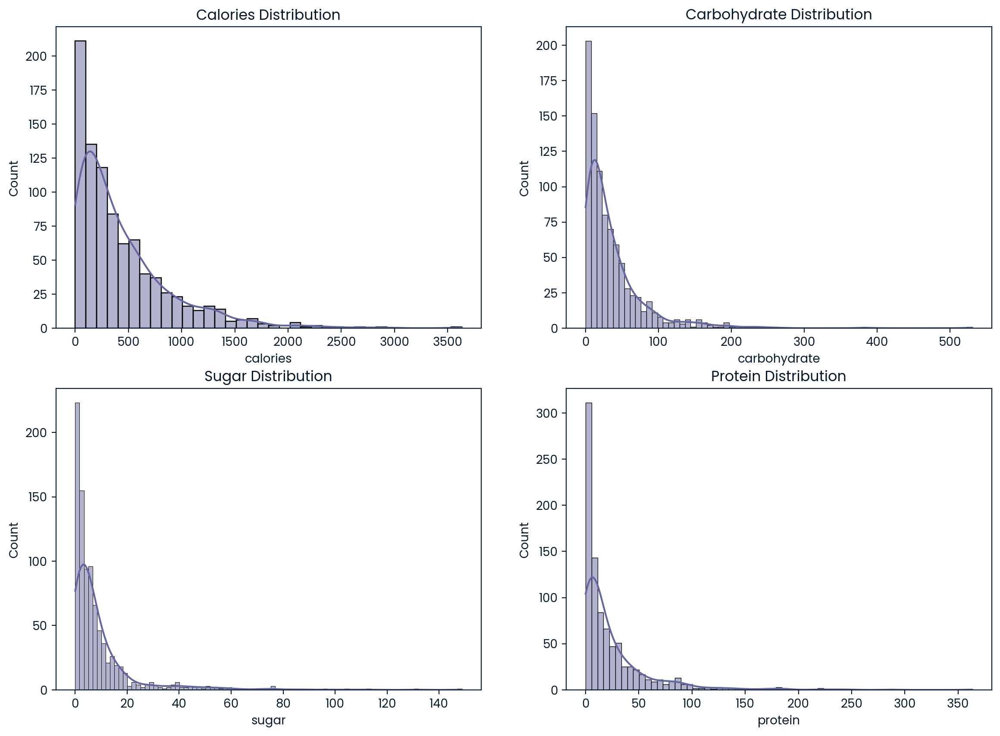 Calories Distribution
200
175
150
125
100
75
50
25
0
Count
0 500 1000 1500 2000 2500 3000 3500
calories
Carbohydrate Distribution
200
175
150
125
100
75
50
25
0
Count
0 100 200 300 400 500
carbohydrate
Sugar Distribution
200
150
100
50
0
Count
0 20 40 60 80 100 120 140
sugar
Protein Distribution
300
250
200
150
100
50
0
Count
0 50 100 150 200 250 300 350
protein